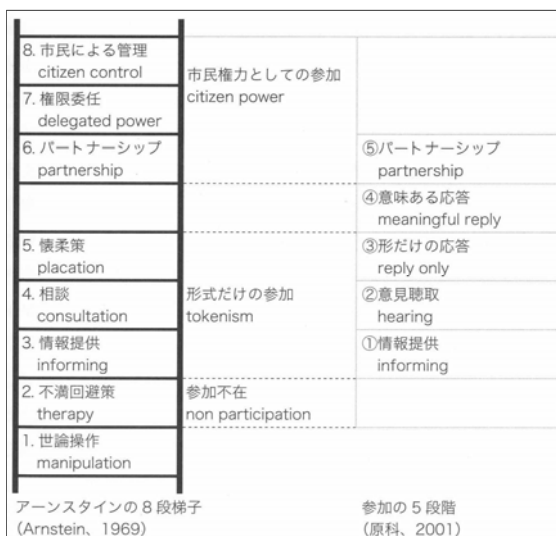 8. 市民による管理
citizen control
7. 権限委任
delegated power
6. パートナーシップ
partnership
5. 懐柔策
placation
4. 相談
consultation
3. 情報提供
informing
2. 不満回避策
therapy
1. 世論操作
manipulation
市民権力としての参加
citizen power
形式だけの参加
tokenism
参加不在
non participation
⑤パートナーシップ
partnership
④意味ある応答
meaningful reply
③形だけの応答
reply only
②意見聴取
hearing
①情報提供
informing
アーンスタインの8段梯子
(Arnstein、1969)
参加の5段階
(原科、2001)